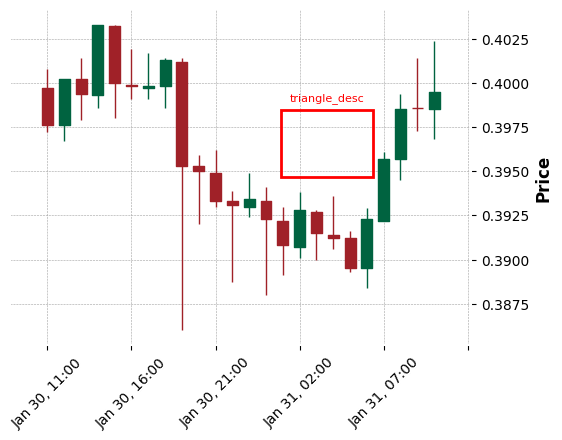 triangle_desc
0.4025
0.4000
0.3975
0.3950
0.3925
0.3900
0.3875
Price
Jan 30, 11:00
Jan 30, 16:00
Jan 30, 21:00
Jan 31, 02:00
Jan 31, 07:00